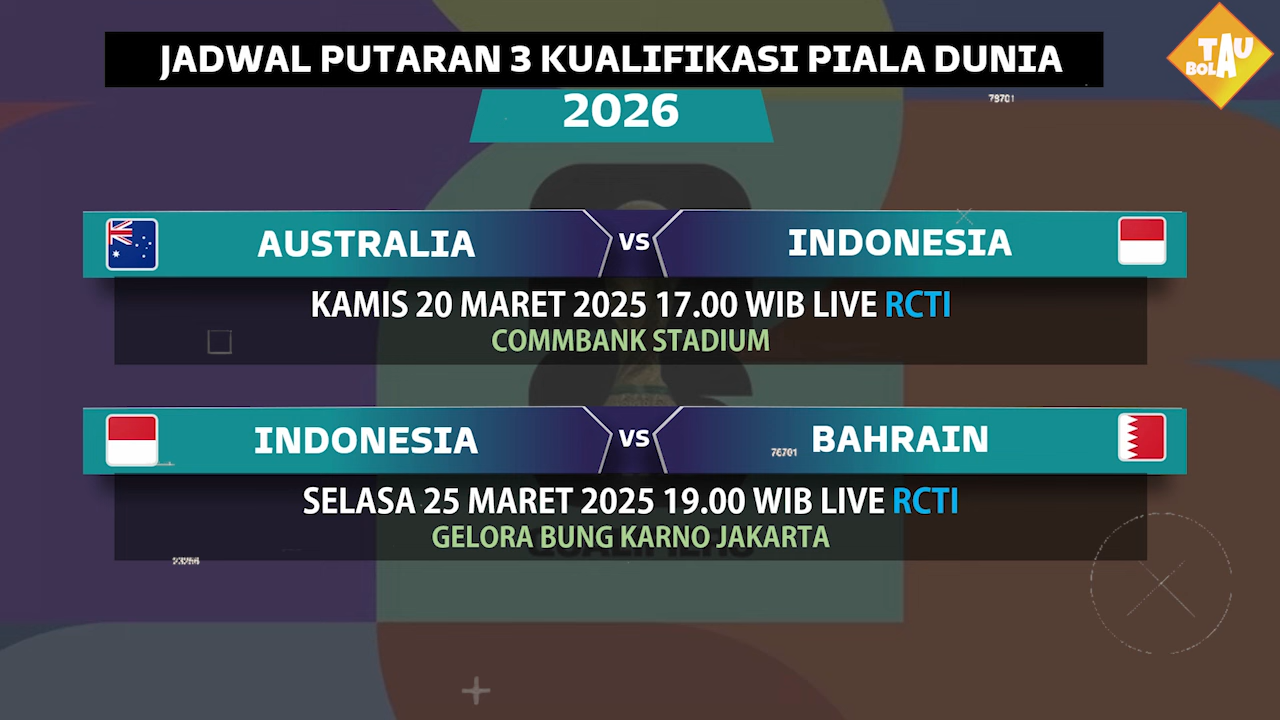 JADWAL PUTARAN 3 KUALIFIKASI PIALA DUNIA
2026
TAU
BOLA
79701
AUSTRALIA VS INDONESIA
KAMIS 20 MARET 2025 17.00 WIB LIVE RCTI
COMMBANK STADIUM
INDONESIA VS BAHRAIN
76701
SELASA 25 MARET 2025 19.00 WIB LIVE RCTI
GELORA BUNG KARNO JAKARTA